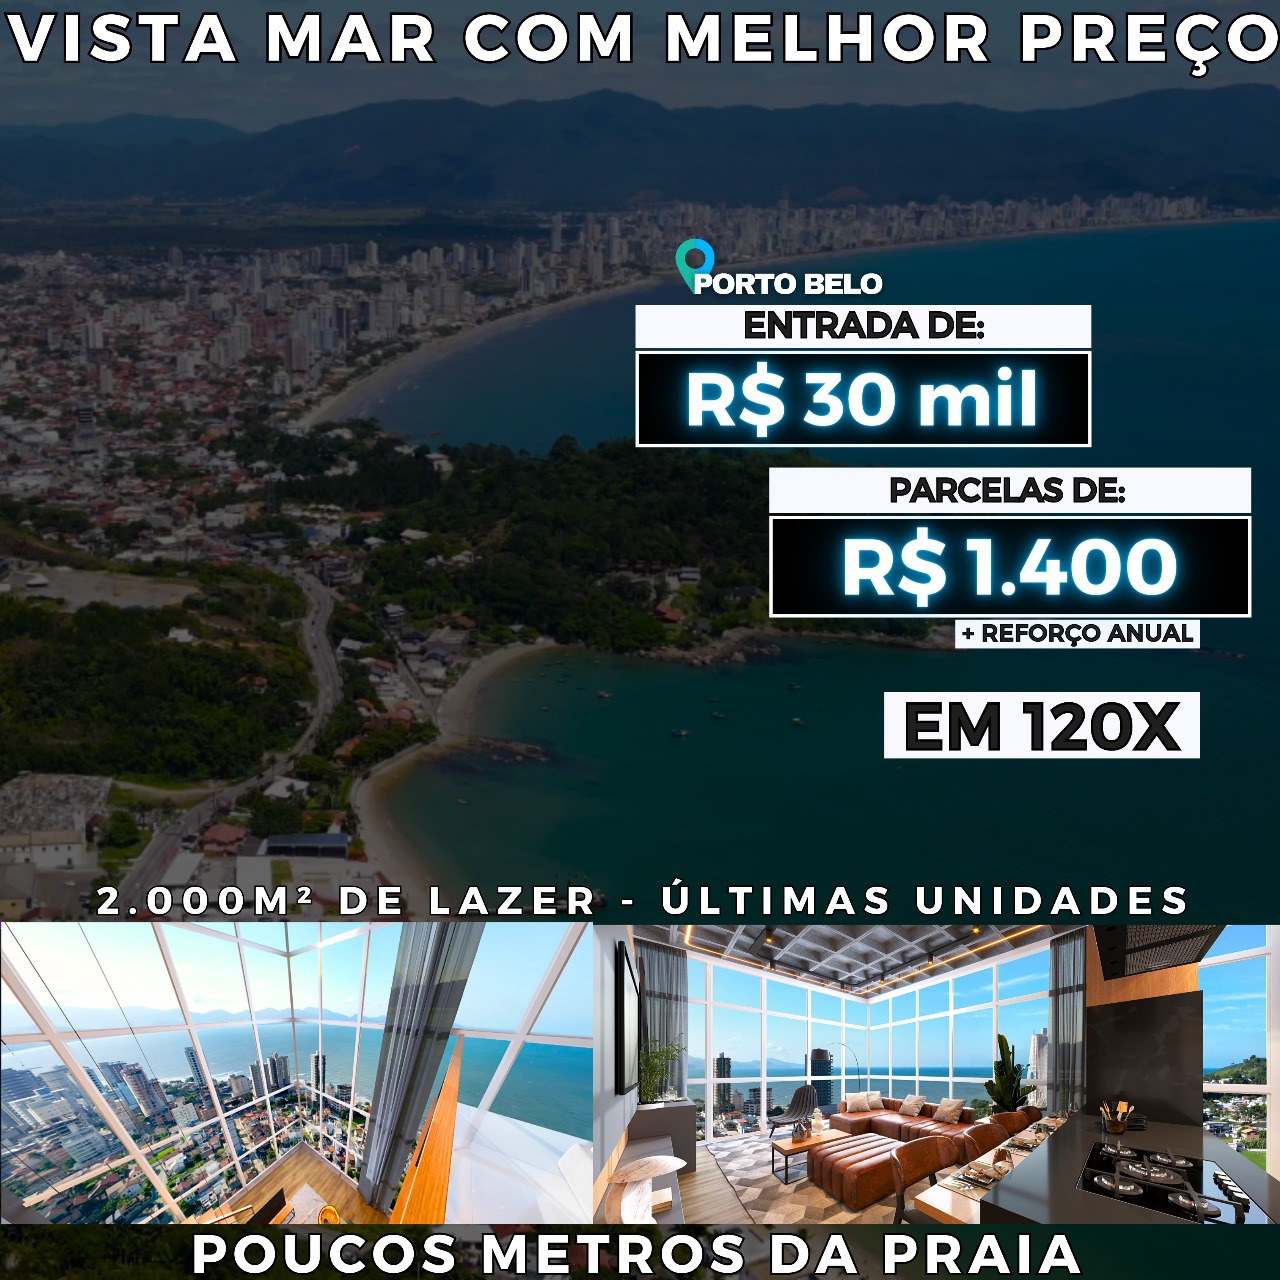 VISTA MAR COM MELHOR PREÇO
PORTO BELO
ENTRADA DE:
R$ 30 mil
PARCELAS DE:
R$ 1.400
+ REFORÇO ANUAL
EM 120X
2.000M² DE LAZER - ÚLTIMAS UNIDADES
POUCOS METROS DA PRAIA